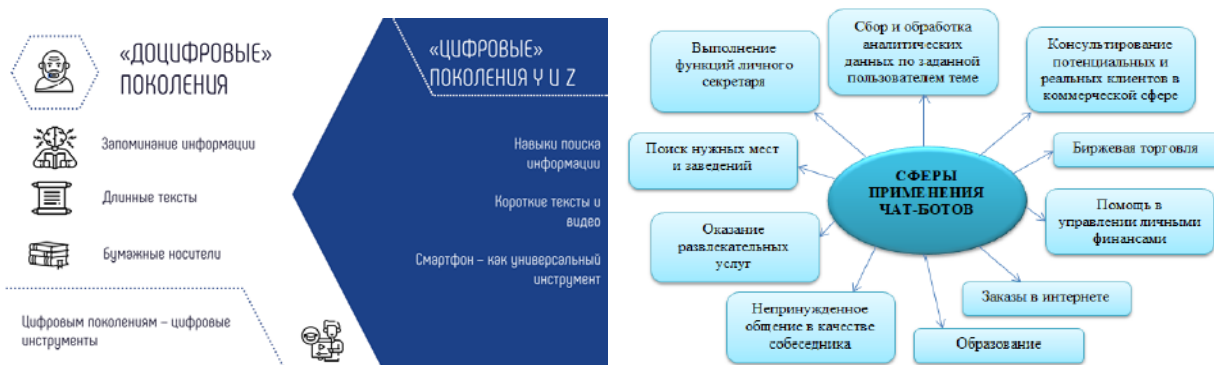 «ДОЦИФРОВЫЕ»
ПОКОЛЕНИЯ
Запоминание информации
Длинные тексты
Бумажные носители
Цифровым поколениям – цифровые
инструменты
«ЦИФРОВЫЕ»
ПОКОЛЕНИЯ Y И Z
Навыки поиска
информации
Короткие тексты и
видео
Смартфон – как универсальный
инструмент
Выполнение
функций личного
секретаря
Сбор и обработка
аналитических
данных по заданной
пользователем теме
Консультирование
потенциальных и
реальных клиентов в
коммерческой сфере
Поиск нужных мест
и заведений
СФЕРЫ
ПРИМЕНЕНИЯ
ЧАТ-БОТОВ
Биржевая торговля
Оказание
развлекательных
услуг
Помощь в
управлении личными
финансами
Непринужденное
общение в качестве
собеседника
Образование
Заказы в интернете